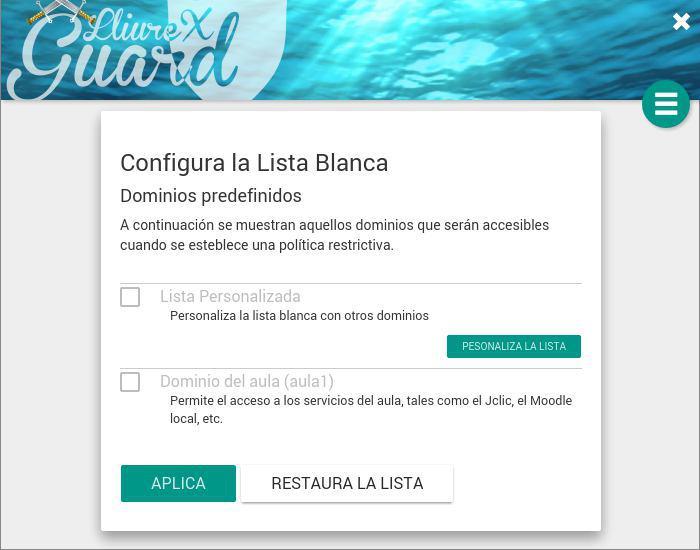 LliureX
Guard
Configura la Lista Blanca
Dominios predefinidos
A continuación se muestran aquellos dominios que serán accesibles
cuando se esteblece una política restrictiva.
Lista Personalizada
Personaliza la lista blanca con otros dominios
PESONALIZA LA LISTA
Dominio del aula (aula1)
Permite el acceso a los servicios del aula, tales como el Jclic, el Moodle
local, etc.
APLICA
RESTAURA LA LISTA